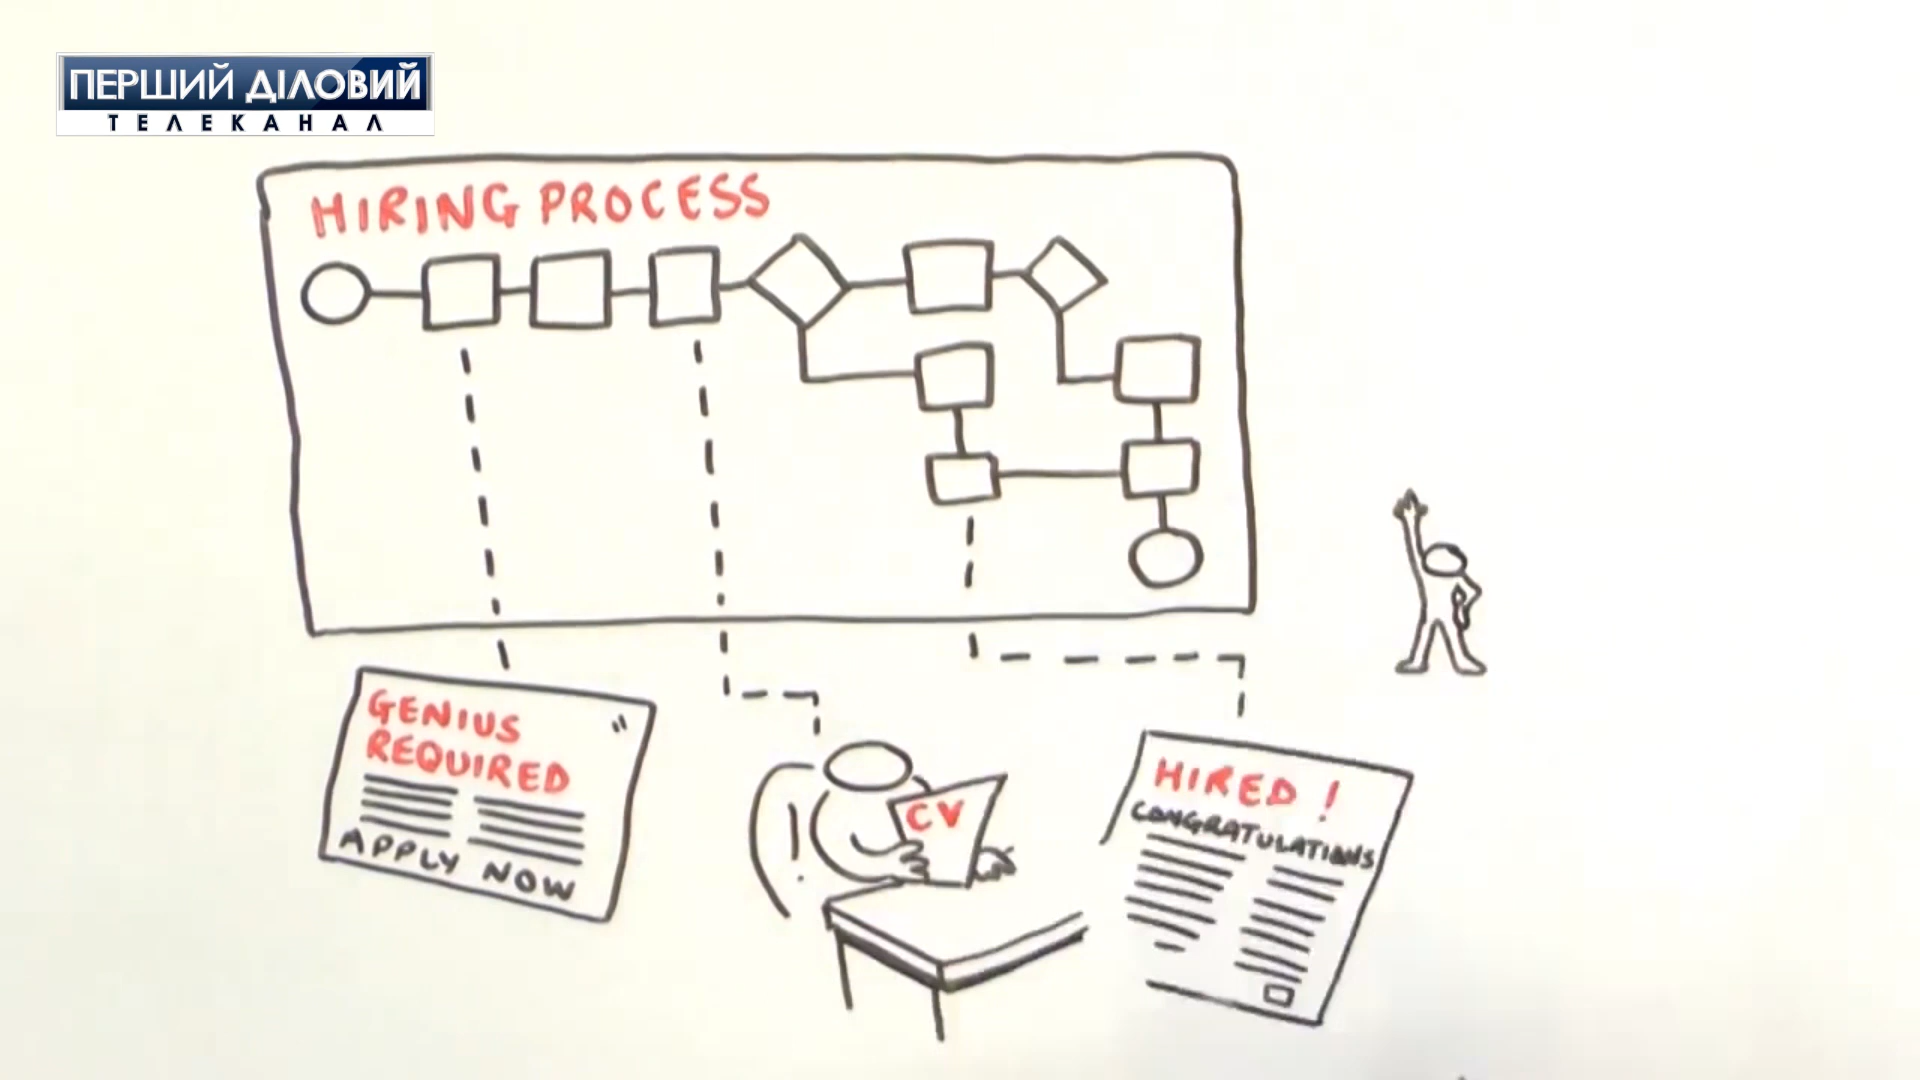 ПЕРШИЙ ДІЛОВИЙ
ТЕЛЕКАНАЛ
HIRING PROCESS
GENIUS
REQUIRED
APPLY NOW
CV
HIRED !
CONGRATULATIONS